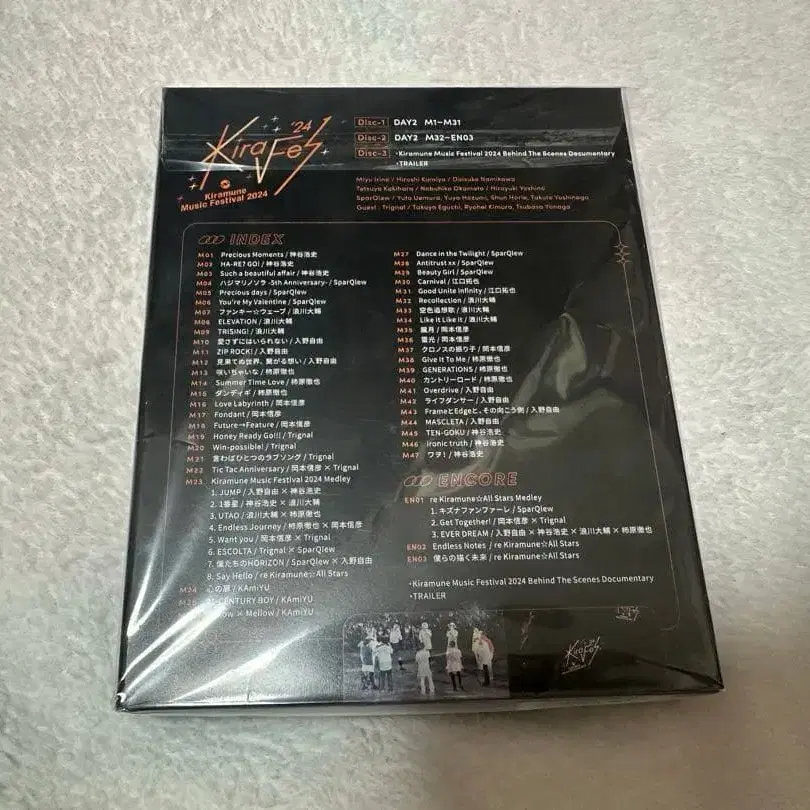 '24
KiraFes
Kiramune
Music Festival 2024
Disc-1 DAY2 M1~M31
Disc-2 DAY2 M32~EN03
Disc-3 ・Kiramune Music Festival 2024 Behind The Scenes Documentary
・TRAILER
Miyu Irino / Hiroshi Kamiya / Daisuke Namikawa
Tetsuya Kakihara / Nobuhiko Okamoto / Hiroyuki Yoshino
SparQlew / Yuto Uemura, Yuya Hozumi, Shun Horie, Takuto Yoshinaga
Guest : Trignal / Takuya Eguchi, Ryohei Kimura, Tsubasa Yonaga
INDEX
M01 Precious Moments / 神谷浩史
M02 HA-RE? GO! / 神谷浩史
M03 Such a beautiful affair / 神谷浩史
M04 ハジマリノソラ -5th Anniversary- / SparQlew
M05 Precious days / SparQlew
M06 You're My Valentine / SparQlew
M07 ファンキー☆ウェーブ / 浪川大輔
M08 ELEVATION / 浪川大輔
M09 TRISING! / 浪川大輔
M10 愛さずにはいられない / 入野自由
M11 ZIP ROCK! / 入野自由
M12 見果てぬ世界、繋がる想い / 入野自由
M13 咲いちゃいな / 柿原徹也
M14 Summer Time Love / 柿原徹也
M15 ダンディギ / 柿原徹也
M16 Love Labyrinth / 岡本信彦
M17 Fondant / 岡本信彦
M18 Future→Feature / 岡本信彦
M19 Honey Ready Go!!! / Trignal
M20 Win-possible! / Trignal
M21 言わばひとつのラブソング / Trignal
M22 Tic Tac Anniversary / 岡本信彦 × Trignal
M23 Kiramune Music Festival 2024 Medley
1. JUMP / 入野自由 × 神谷浩史
2. 1番星 / 神谷浩史 × 浪川大輔
3. UTAO / 浪川大輔 × 柿原徹也
4. Endless Journey / 柿原徹也 × 岡本信彦
5. Want you / 岡本信彦 × Trignal
6. ESCOLTA / Trignal × SparQlew
7. 僕たちのHORIZON / SparQlew × 入野自由
8. Say Hello / re Kiramune☆All Stars
M24 心の扉 / KAmiYU
CENTURY BOY / KAmiYU
× Mellow / KAmiYU
M27 Dance in the Twilight / SparQlew
M28 Antitrust xx / SparQlew
M29 Beauty Girl / SparQlew
M30 Carnival / 江口拓也
M31 Good Unite Infinity / 江口拓也
M32 Recollection / 浪川大輔
M33 空色追想歌 / 浪川大輔
M34 Like It Like It / 浪川大輔
M35 朧月 / 岡本信彦
M36 雷光 / 岡本信彦
M37 クロノスの振り子 / 岡本信彦
M38 Give It To Me / 柿原徹也
M39 GENERATIONS / 柿原徹也
M40 カントリーロード / 柿原徹也
M41 Overdrive / 入野自由
M42 ライフダンサー / 入野自由
M43 FrameとEdgeと、その向こう側 / 入野自由
M44 MASCLETA / 神谷浩史
M45 TEN-GOKU / 神谷浩史
M46 ironic truth / 神谷浩史
M47 ワヲ! / 神谷浩史
ENCORE
EN01 re Kiramune☆All Stars Medley
1. キズナファンファーレ / SparQlew
2. Get Together! / 岡本信彦 × Trignal
3. EVER DREAM / 入野自由 × 神谷浩史 × 浪川大輔 × 柿原徹也
EN02 Endless Notes / re Kiramune☆All Stars
EN03 僕らの描く未来 / re Kiramune☆All Stars
・Kiramune Music Festival 2024 Behind The Scenes Documentary
・TRAILER
KiraFes